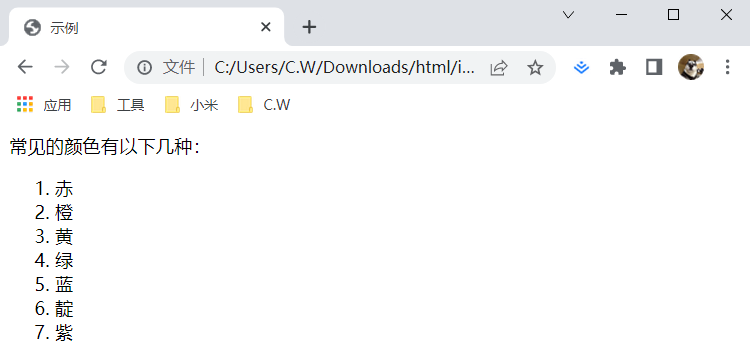 示例
文件 C:/Users/C.W/Downloads/html/i...
应用 工具 小米 C.W
常见的颜色有以下几种：
1. 赤
2. 橙
3. 黄
4. 绿
5. 蓝
6. 靛
7. 紫